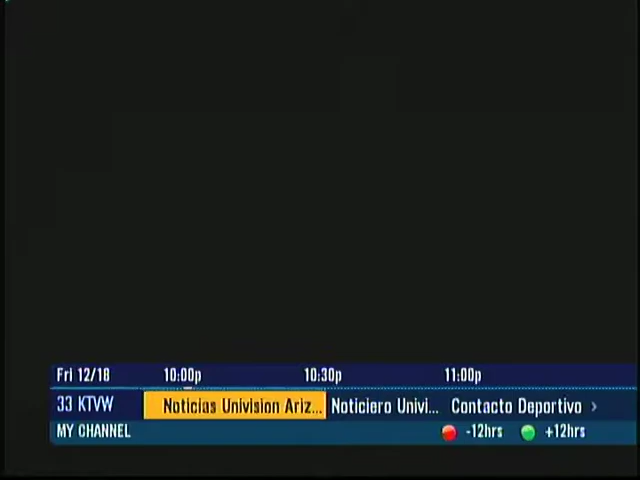 Fri 12/18 10:00p 10:30p 11:00p
33 KTVW Noticias Univision Ariz... Noticiero Univi... Contacto Deportivo ›
MY CHANNEL -12hrs +12hrs